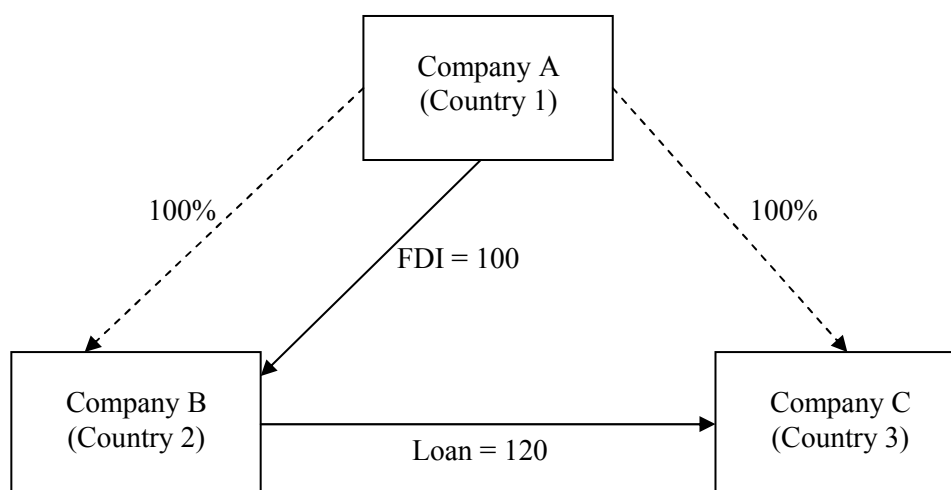 Company A
(Country 1)
100%
100%
FDI = 100
Company B
(Country 2)
Company C
(Country 3)
Loan = 120